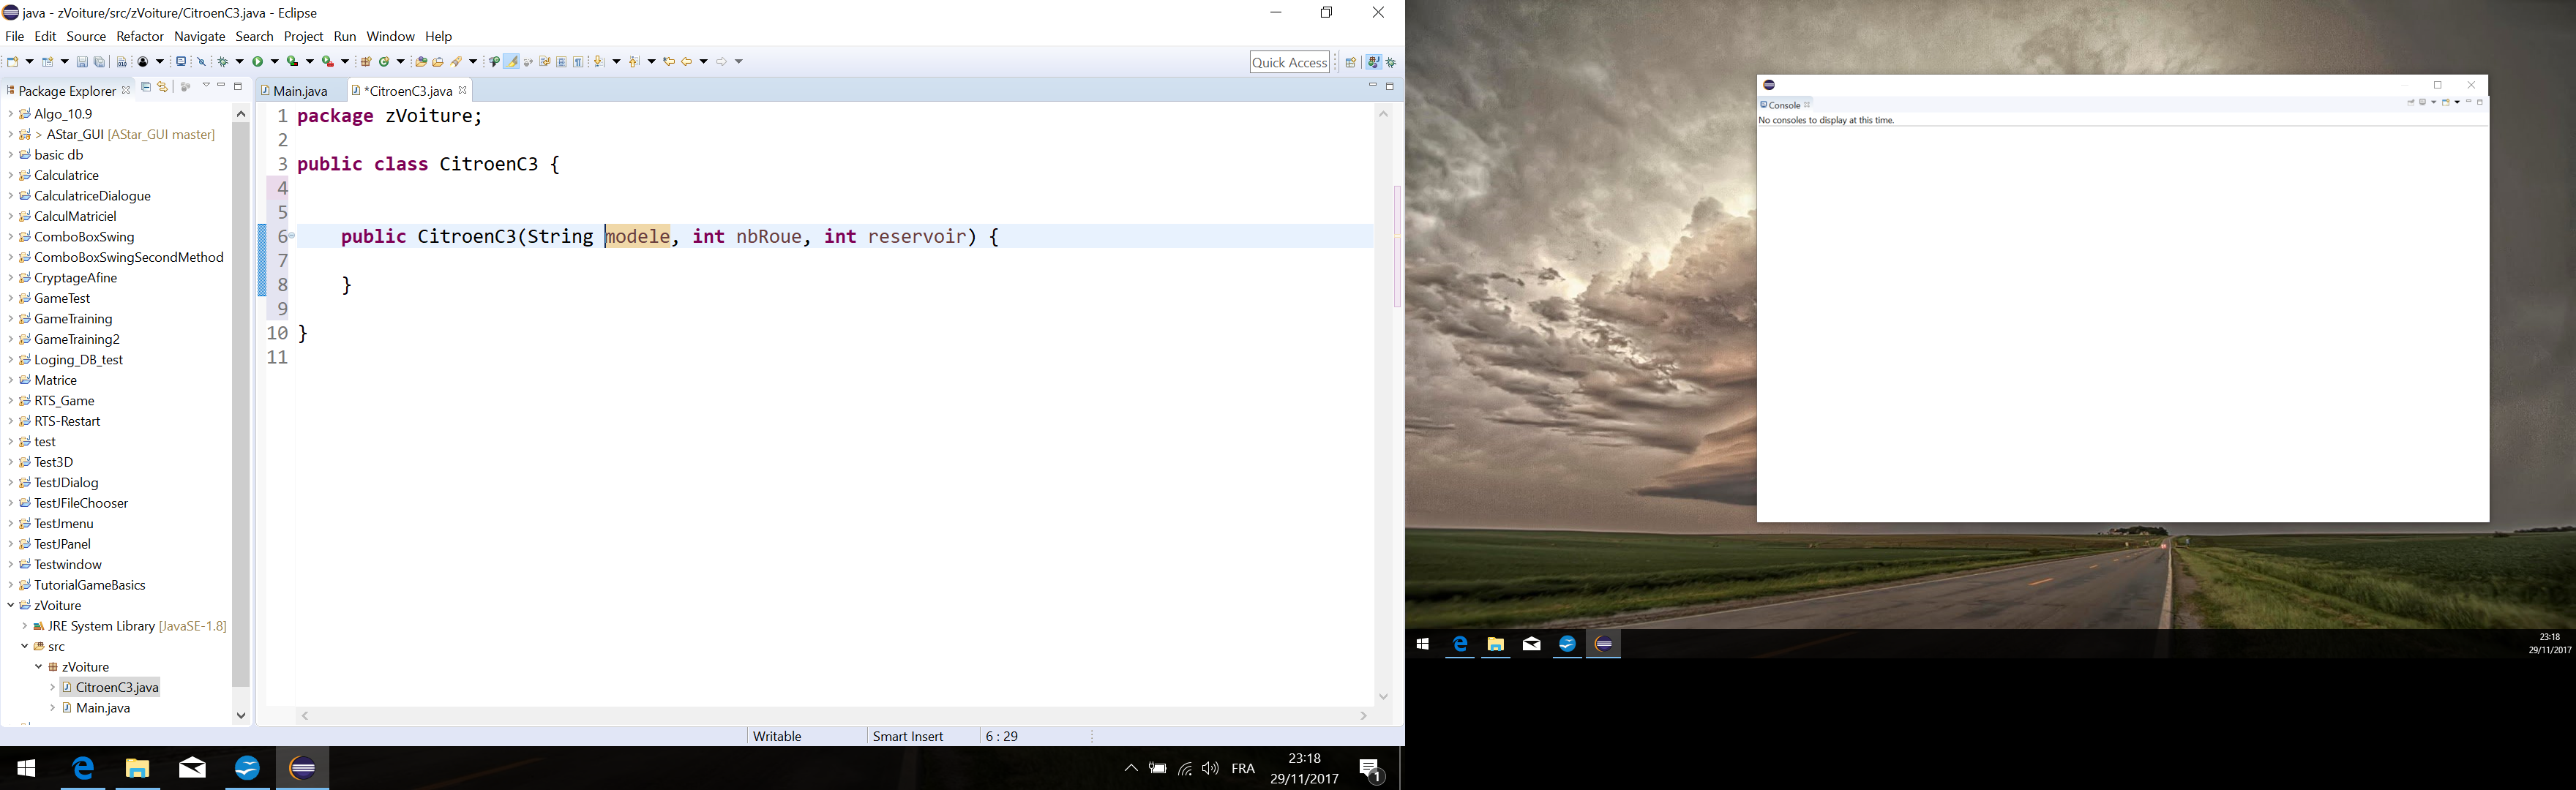 java - zVoiture/src/zVoiture/CitroenC3.java - Eclipse
File Edit Source Refactor Navigate Search Project Run Window Help
Quick Access
Package Explorer
Algo_10.9
> AStar_GUI [AStar_GUI master]
basic db
Calculatrice
CalculatriceDialogue
CalculMatriciel
ComboBoxSwing
ComboBoxSwingSecondMethod
CryptageAfine
GameTest
GameTraining
GameTraining2
Loging_DB_test
Matrice
RTS_Game
RTS-Restart
test
Test3D
TestJDialog
TestJFileChooser
TestJmenu
TestJPanel
Testwindow
TutorialGameBasics
zVoiture
JRE System Library [JavaSE-1.8]
src
zVoiture
CitroenC3.java
Main.java
Main.java *CitroenC3.java
1 package zVoiture;
2
3 public class CitroenC3 {
4
5
6 public CitroenC3(String modele, int nbRoue, int reservoir) {
7
8 }
9
10 }
11
Writable Smart Insert 6 : 29
FRA
23:18
29/11/2017
1
Console
No consoles to display at this time.
23:18
29/11/2017